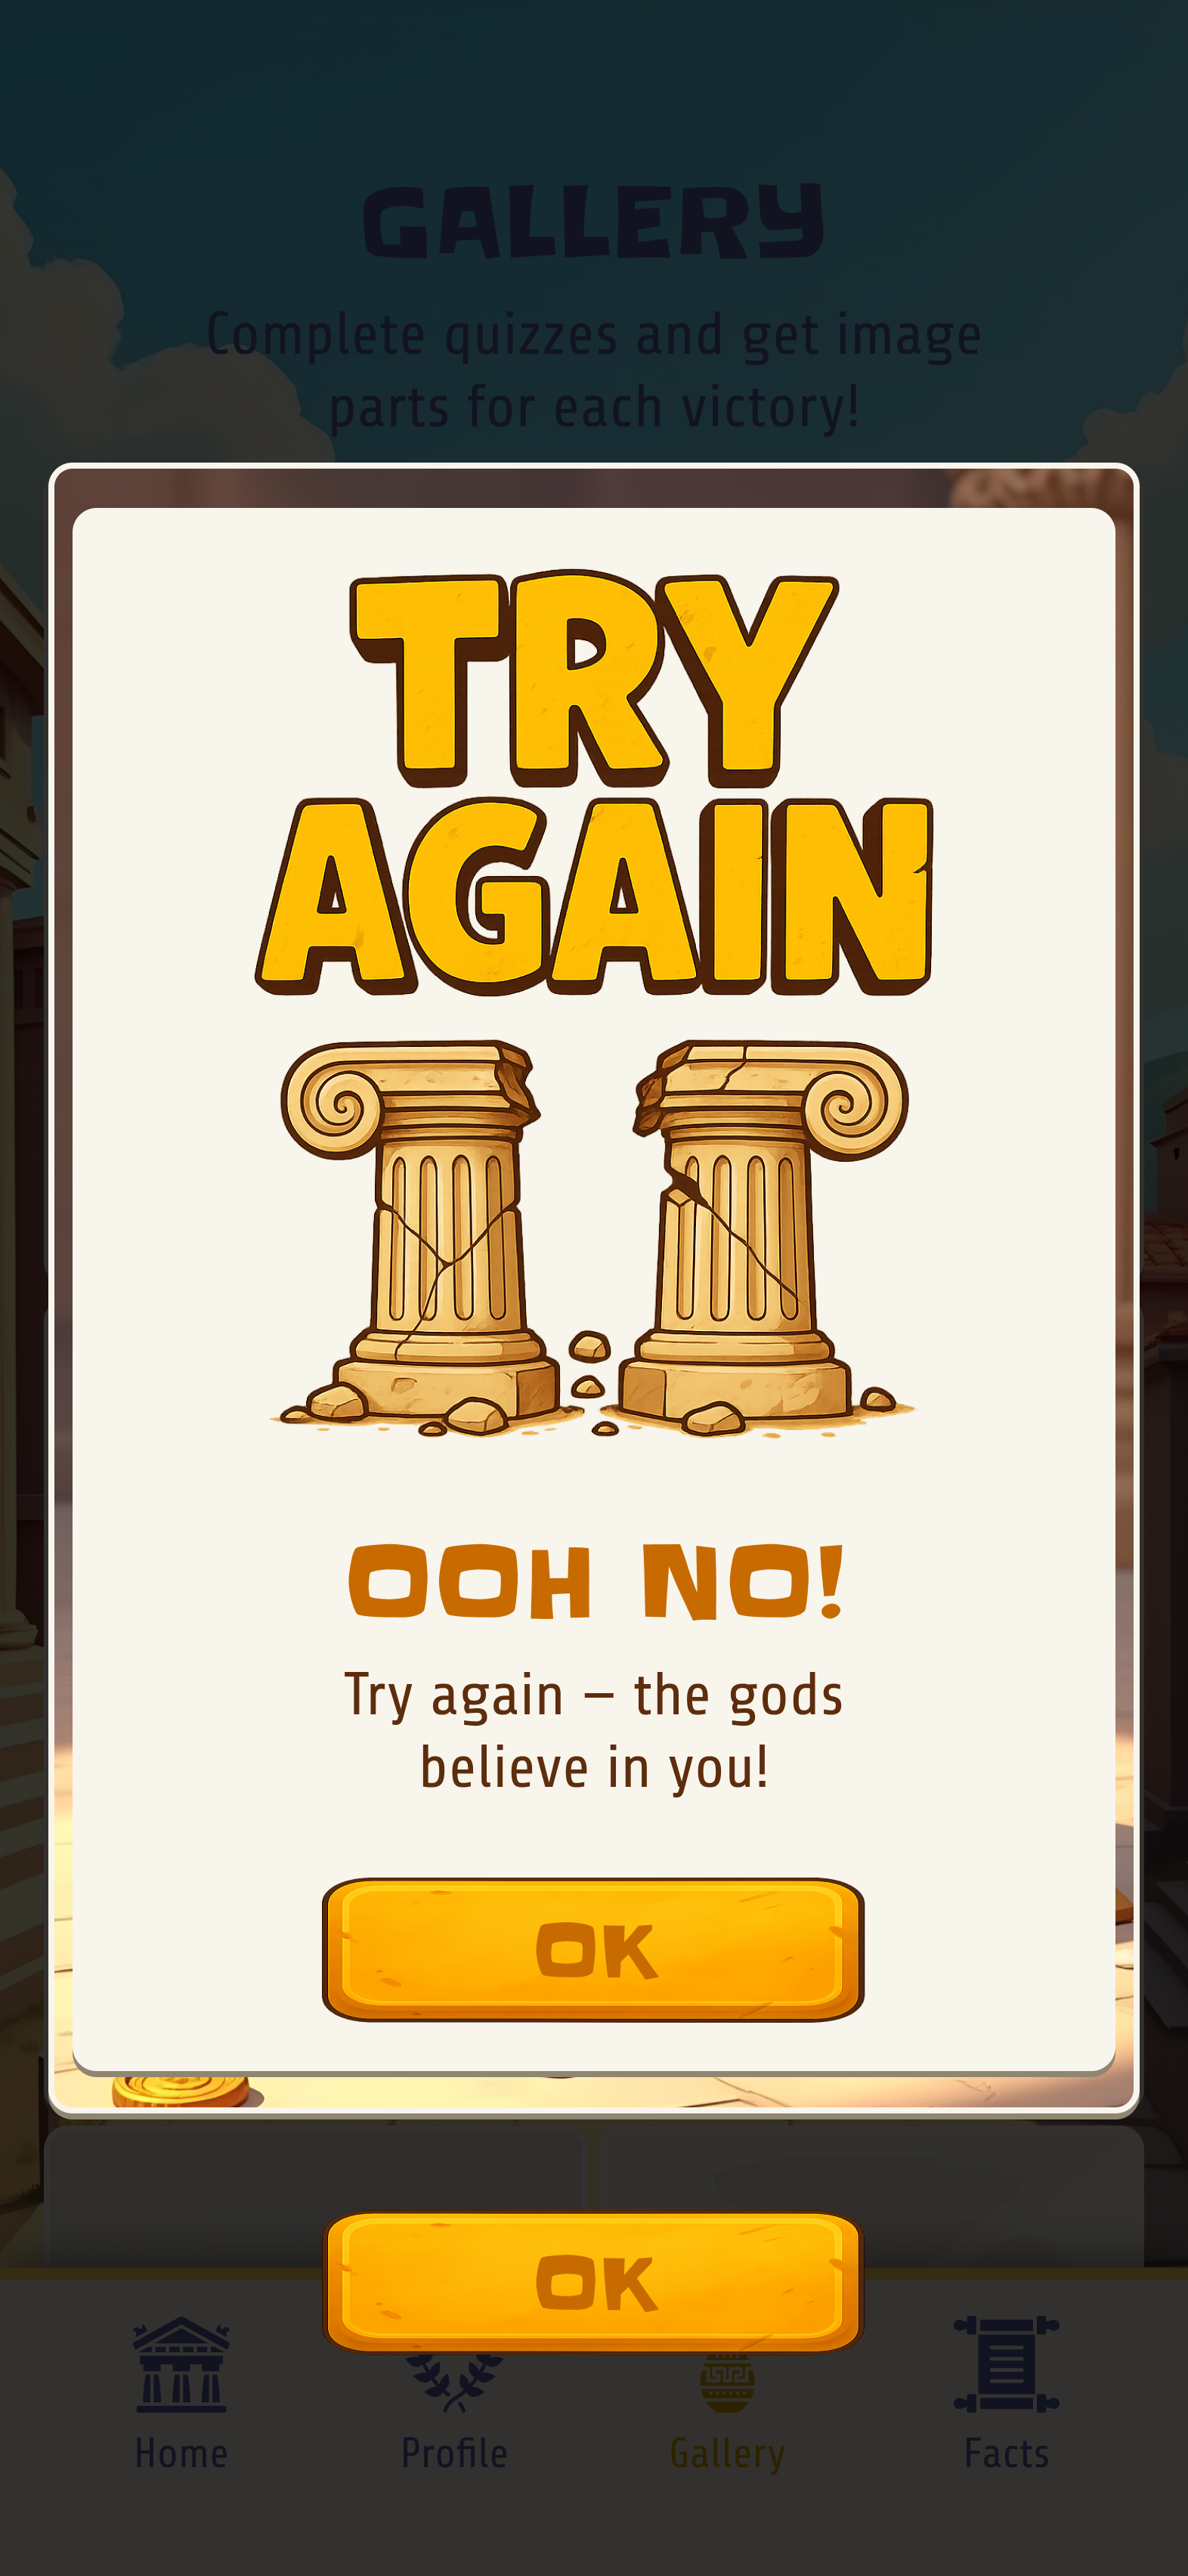 GALLERY
Complete quizzes and get image
parts for each victory!
TRY
AGAIN
OOH NO!
Try again – the gods
believe in you!
OK
OK
Home
Profile
Gallery
Facts